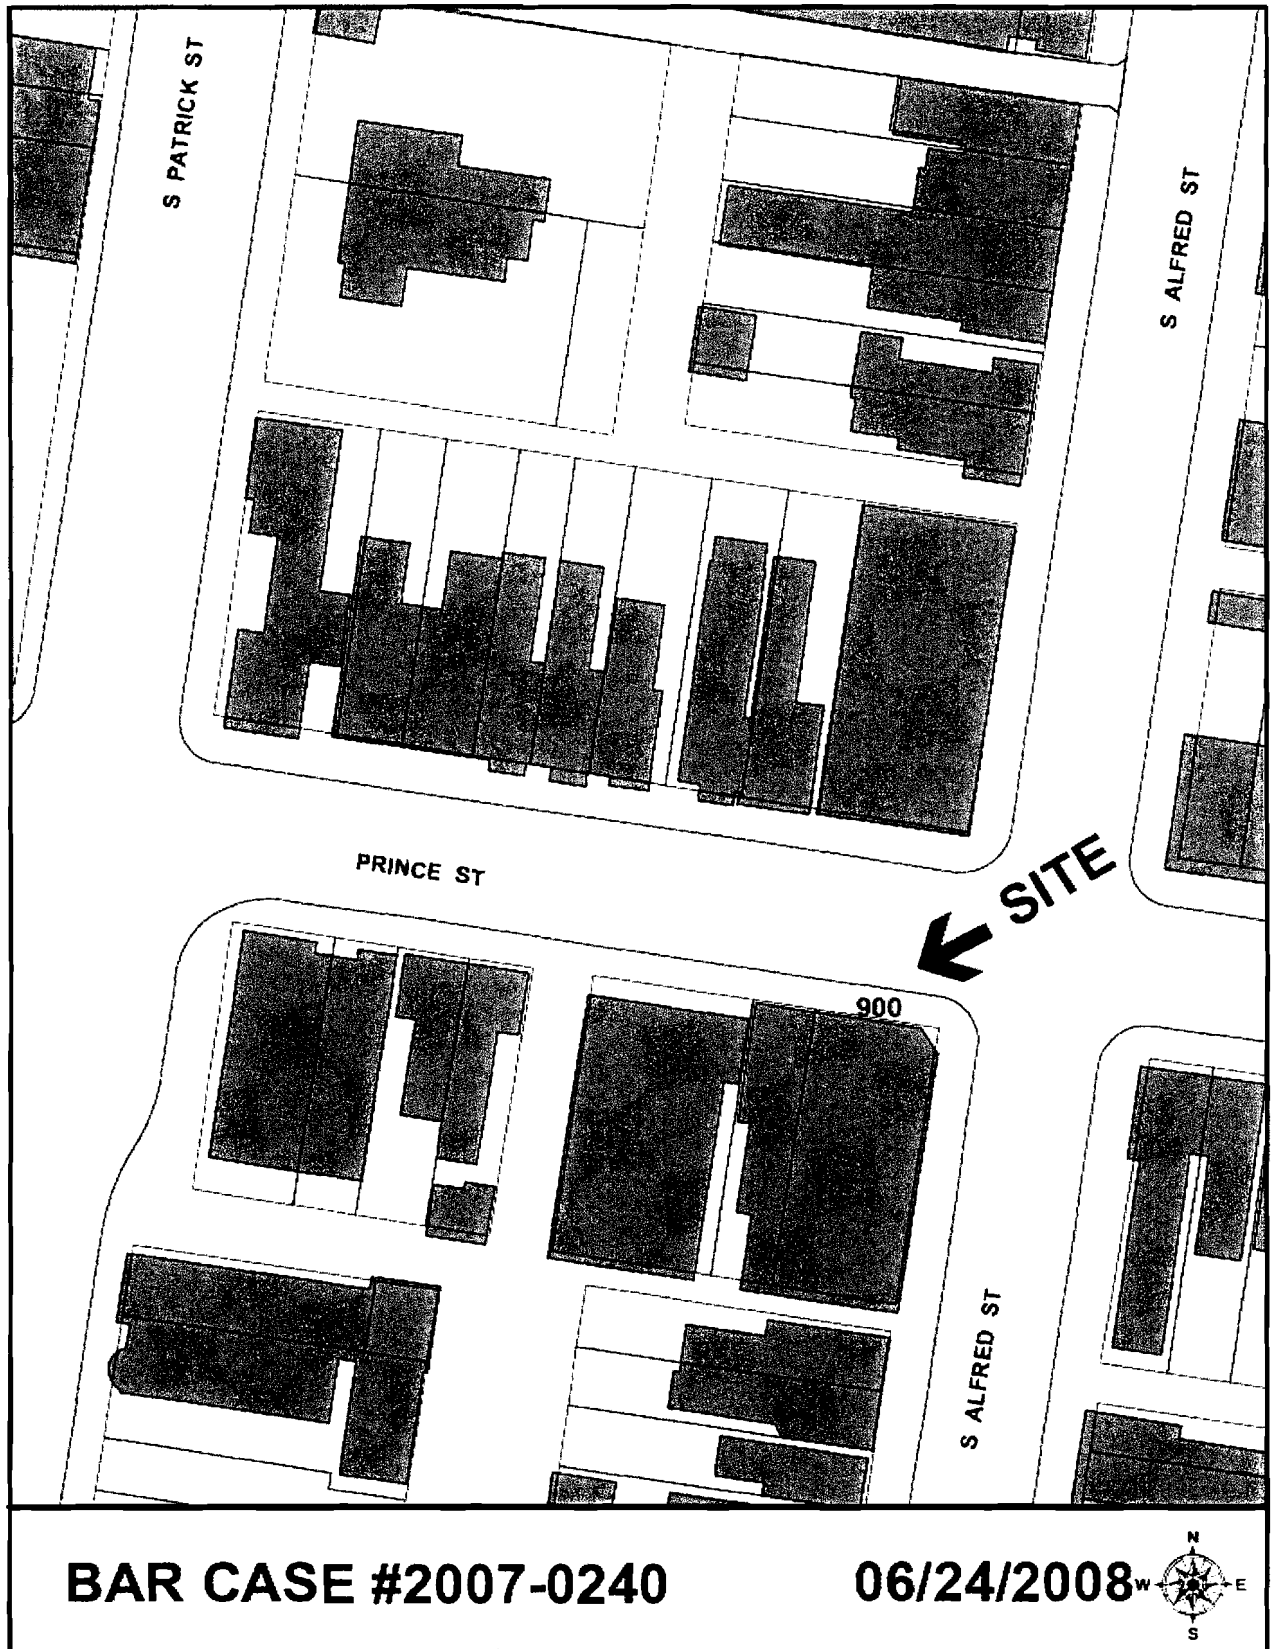 S PATRICK ST
S ALFRED ST
PRINCE ST
SITE
900
S ALFRED ST
BAR CASE #2007-0240
06/24/2008
N
W E
S